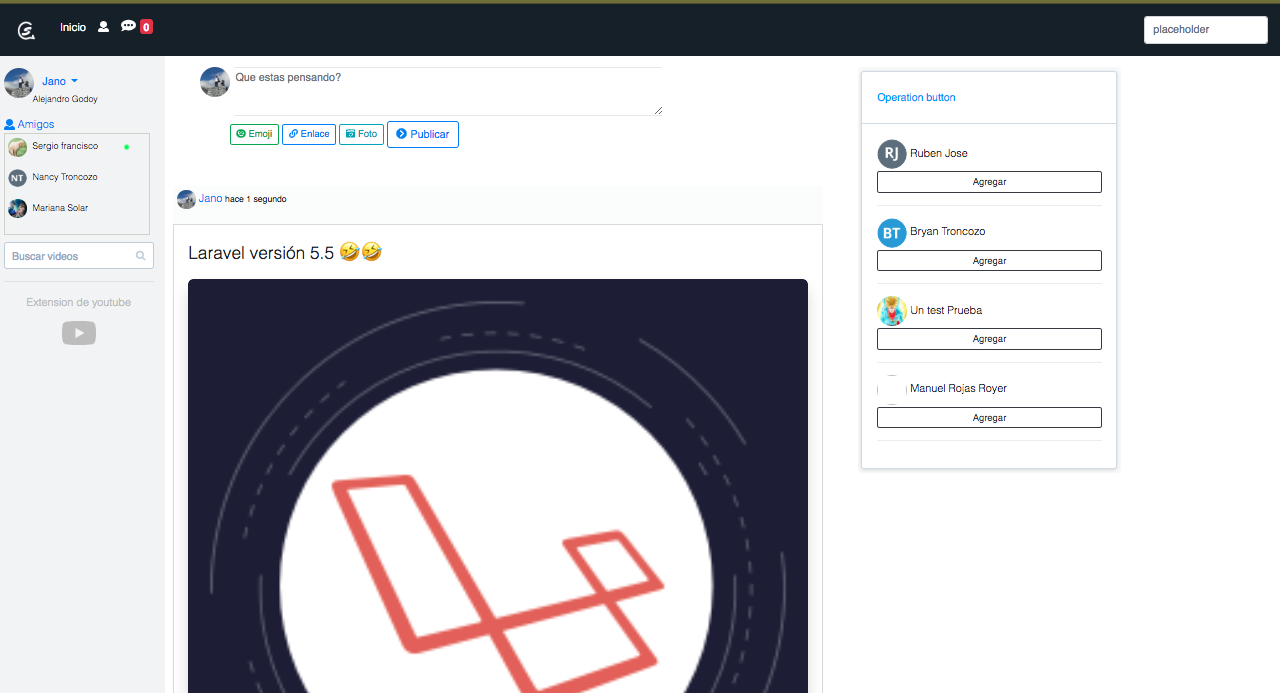 Inicio
0
placeholder
Jano
Alejandro Godoy
Amigos
Sergio francisco
NT Nancy Troncozo
Mariana Solar
Buscar videos
Extension de youtube
Que estas pensando?
Emoji Enlace Foto Publicar
Jano hace 1 segundo
Laravel versión 5.5 🤣🤣
Operation button
RJ Ruben Jose
Agregar
BT Bryan Troncozo
Agregar
Un test Prueba
Agregar
Manuel Rojas Royer
Agregar